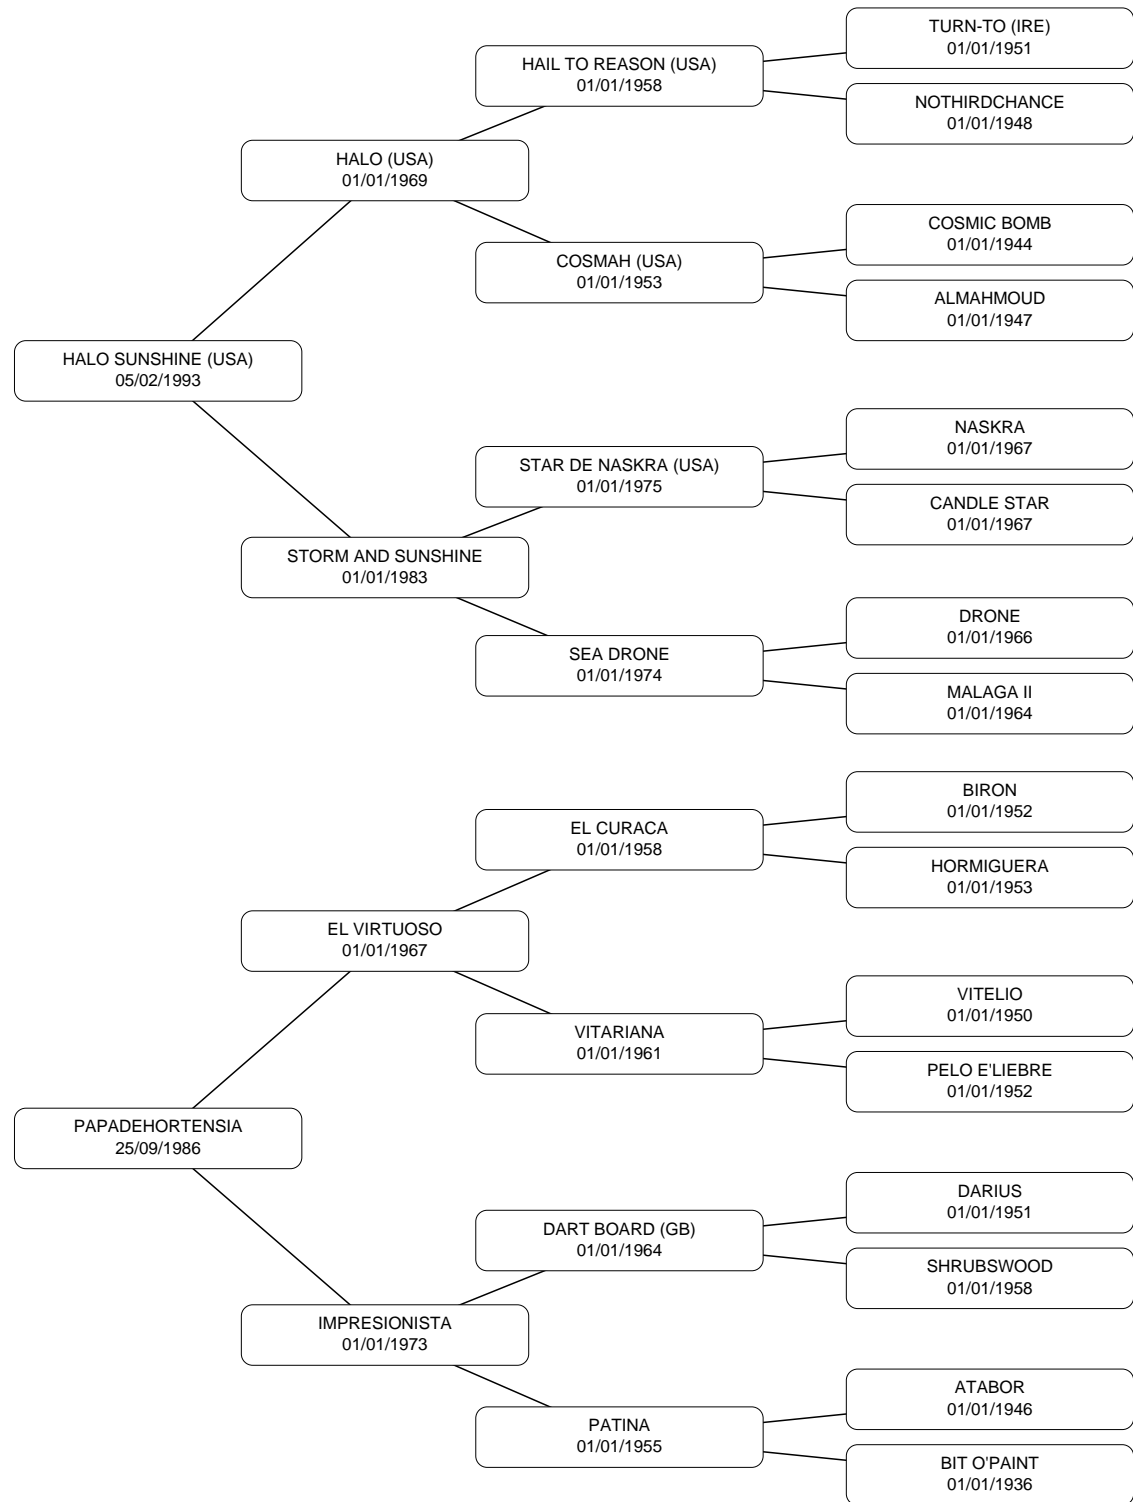 TURN-TO (IRE)
01/01/1951
HAIL TO REASON (USA)
01/01/1958
NOTHIRDCHANCE
01/01/1948
HALO (USA)
01/01/1969
COSMIC BOMB
01/01/1944
COSMAH (USA)
01/01/1953
ALMAHMOUD
01/01/1947
HALO SUNSHINE (USA)
05/02/1993
NASKRA
01/01/1967
STAR DE NASKRA (USA)
01/01/1975
CANDLE STAR
01/01/1967
STORM AND SUNSHINE
01/01/1983
DRONE
01/01/1966
SEA DRONE
01/01/1974
MALAGA II
01/01/1964
BIRON
01/01/1952
EL CURACA
01/01/1958
HORMIGUERA
01/01/1953
EL VIRTUOSO
01/01/1967
VITELIO
01/01/1950
VITARIANA
01/01/1961
PELO E'LIEBRE
01/01/1952
PAPADEHORTENSIA
25/09/1986
DARIUS
01/01/1951
DART BOARD (GB)
01/01/1964
SHRUBSWOOD
01/01/1958
IMPRESIONISTA
01/01/1973
ATABOR
01/01/1946
PATINA
01/01/1955
BIT O'PAINT
01/01/1936